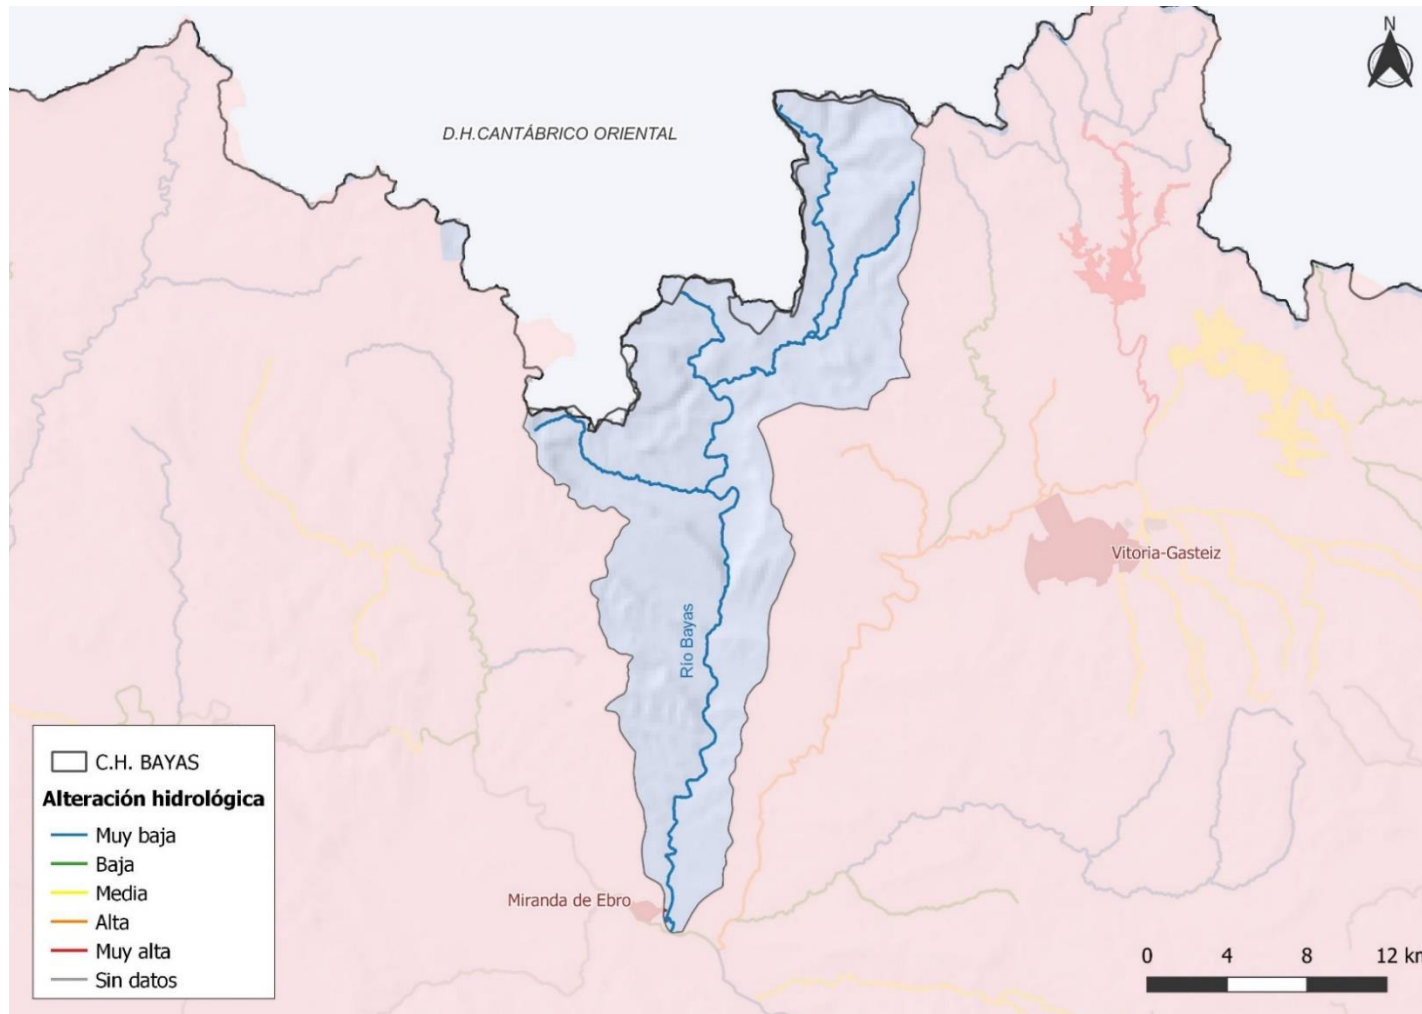 N
D.H.CANTÁBRICO ORIENTAL
Vitoria-Gasteiz
Río Bayas
Miranda de Ebro
C.H. BAYAS
Alteración hidrológica
Muy baja
Baja
Media
Alta
Muy alta
Sin datos
0 4 8 12 km